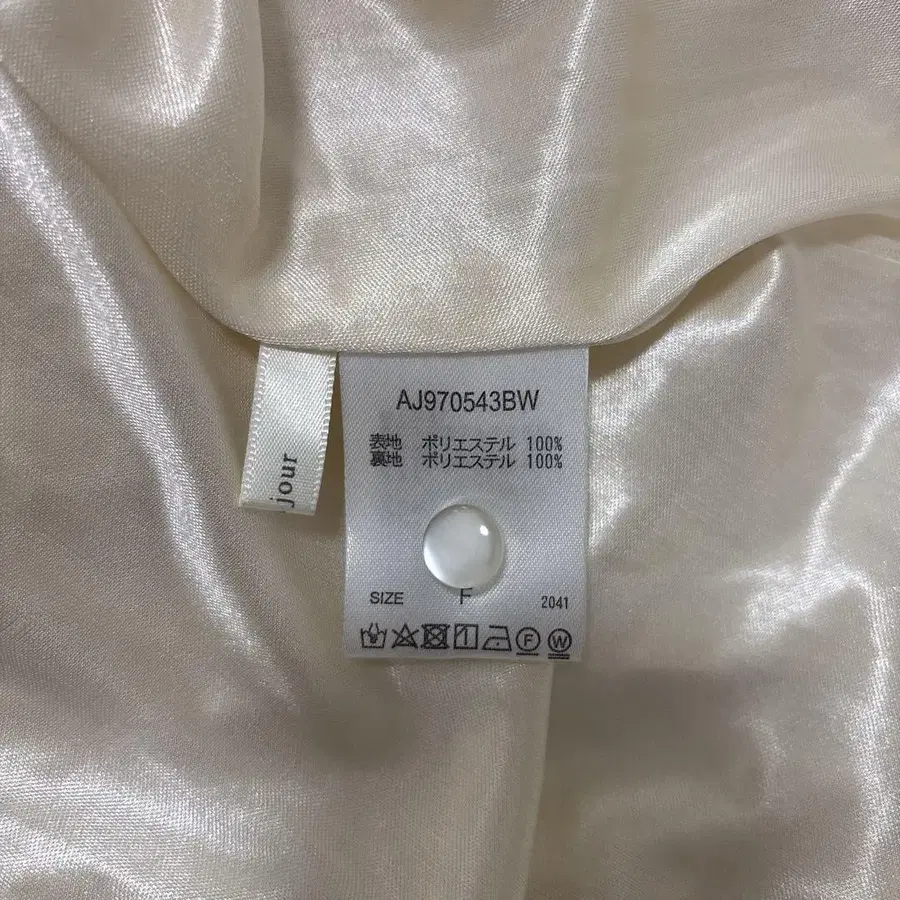 AJ970543BW
表地 ポリエステル 100%
裏地 ポリエステル 100%
SIZE F 2041
F W
jour